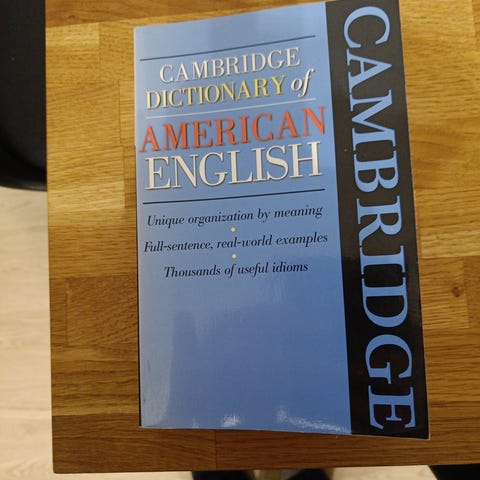 CAMBRIDGE
DICTIONARY of
AMERICAN
ENGLISH
Unique organization by meaning
Full-sentence, real-world examples
Thousands of useful idioms
CAMBRIDGE